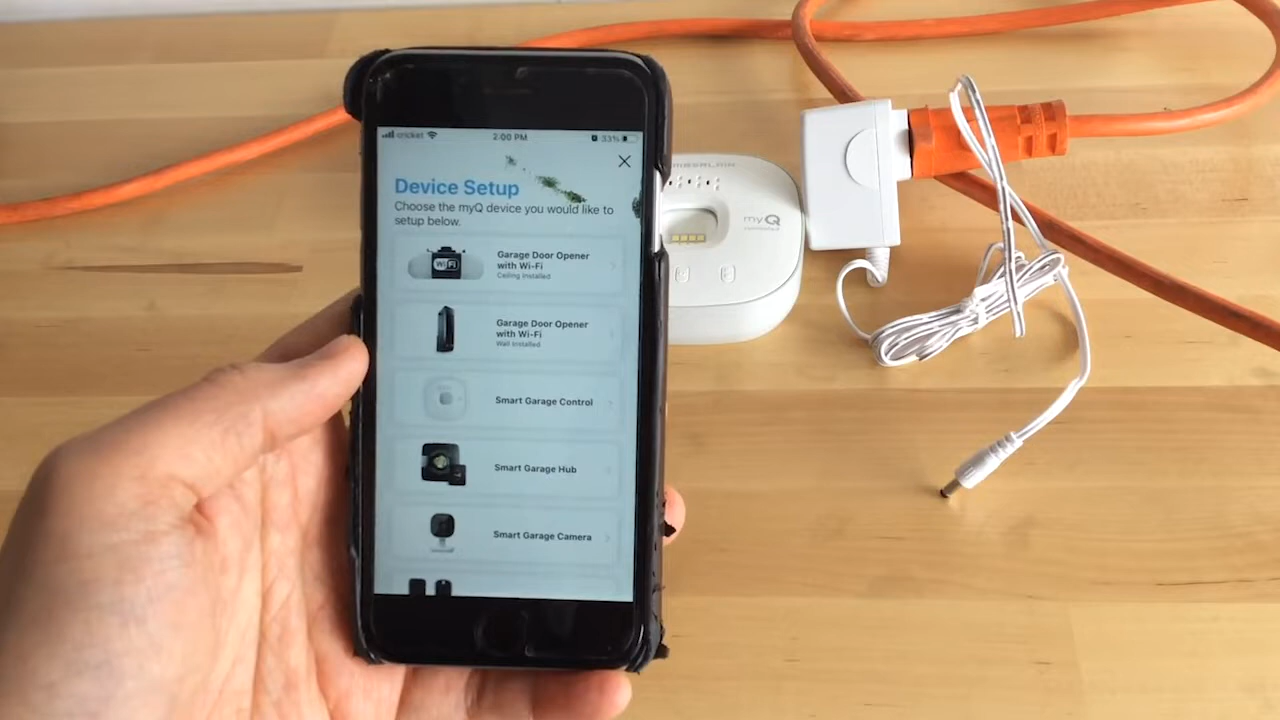 cricket
2:00 PM
33%
Device Setup
Choose the myQ device you would like to
setup below.
Garage Door Opener
with Wi-Fi
Ceiling Installed
WiFi
Garage Door Opener
with Wi-Fi
Wall Installed
Smart Garage Control
Smart Garage Hub
Smart Garage Camera
myQ